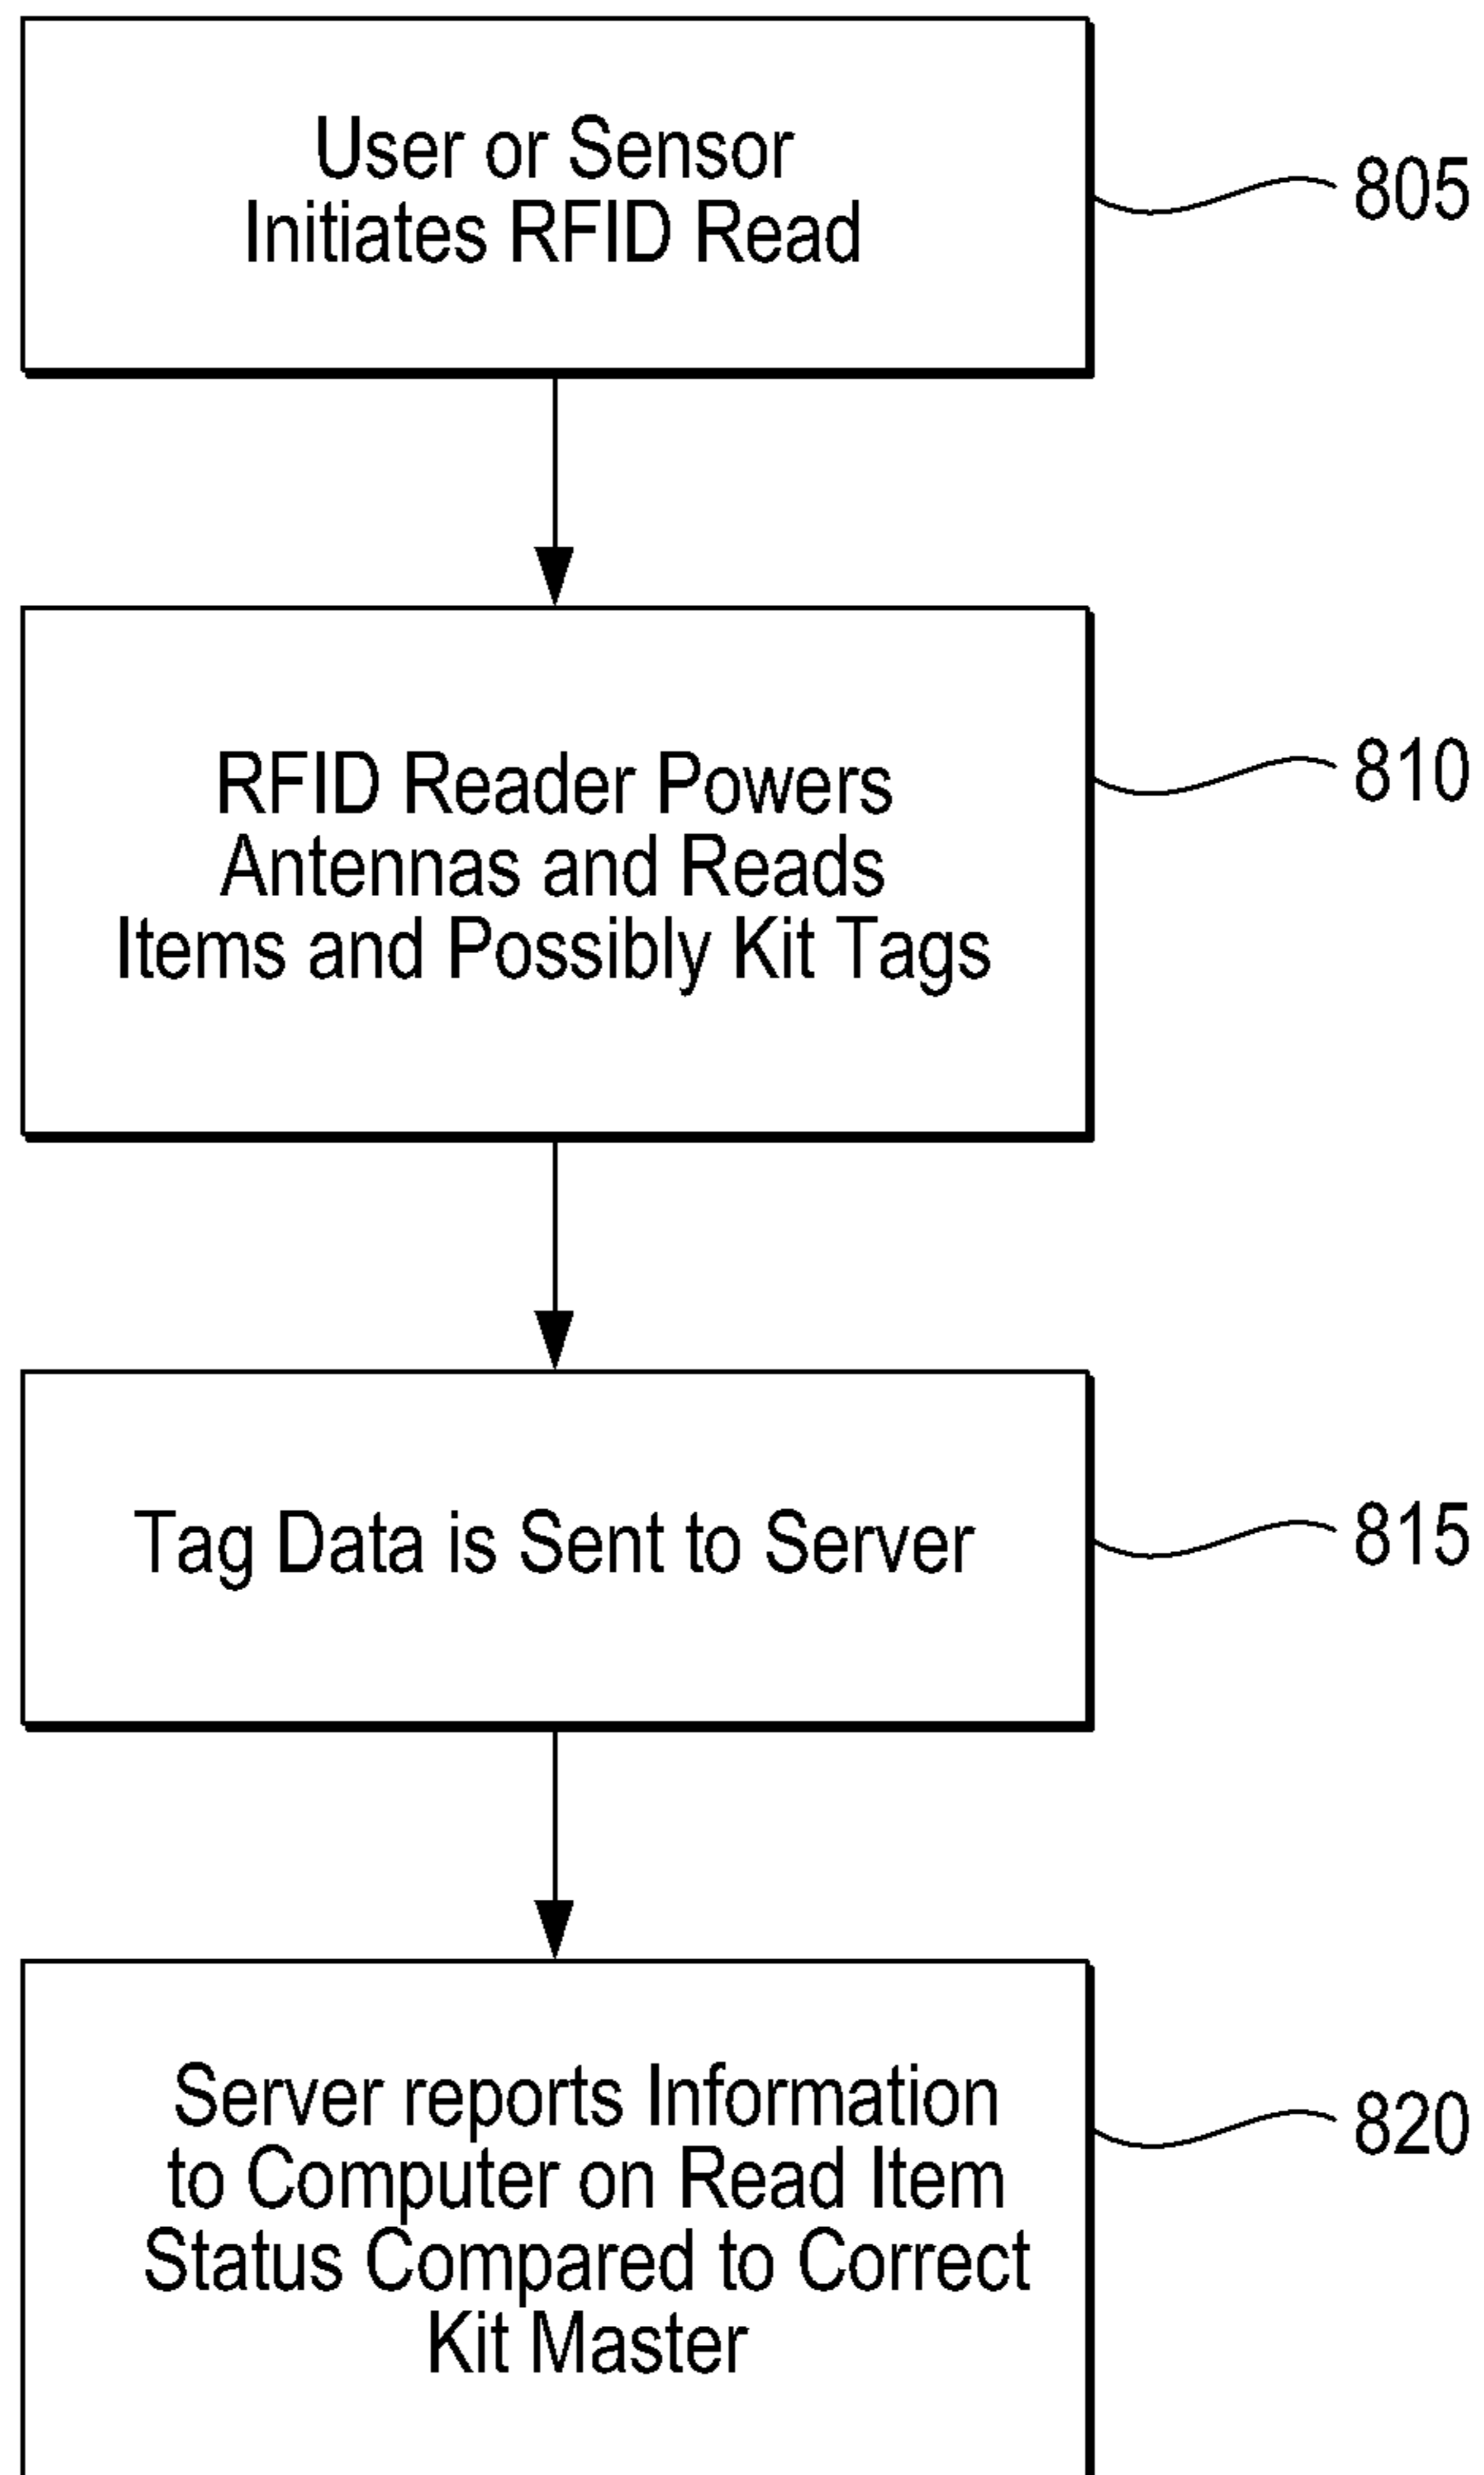 User or Sensor
Initiates RFID Read
805
RFID Reader Powers
Antennas and Reads
Items and Possibly Kit Tags
810
Tag Data is Sent to Server
815
Server reports Information
to Computer on Read Item
Status Compared to Correct
Kit Master
820